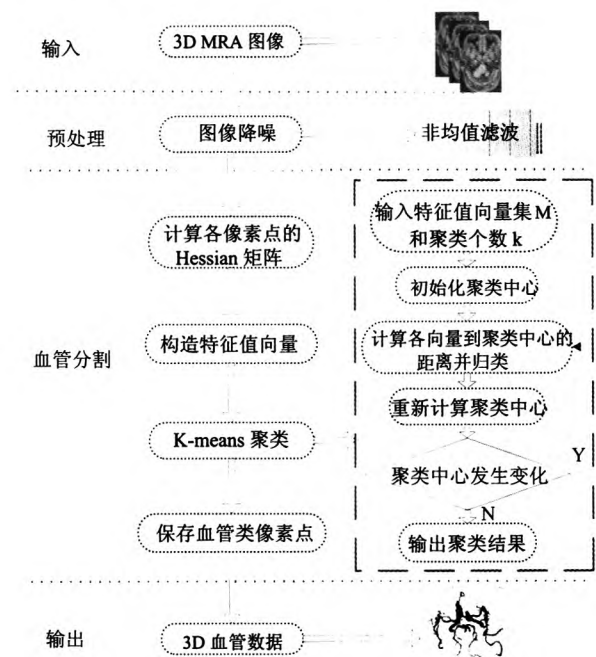 输入
3D MRA 图像
预处理
图像降噪
非均值滤波
血管分割
计算各像素点的
Hessian 矩阵
构造特征值向量
K-means 聚类
保存血管类像素点
输入特征值向量集 M
和聚类个数 k
初始化聚类中心
计算各向量到聚类中心的
距离并归类
重新计算聚类中心
聚类中心发生变化
Y
N
输出聚类结果
输出
3D 血管数据